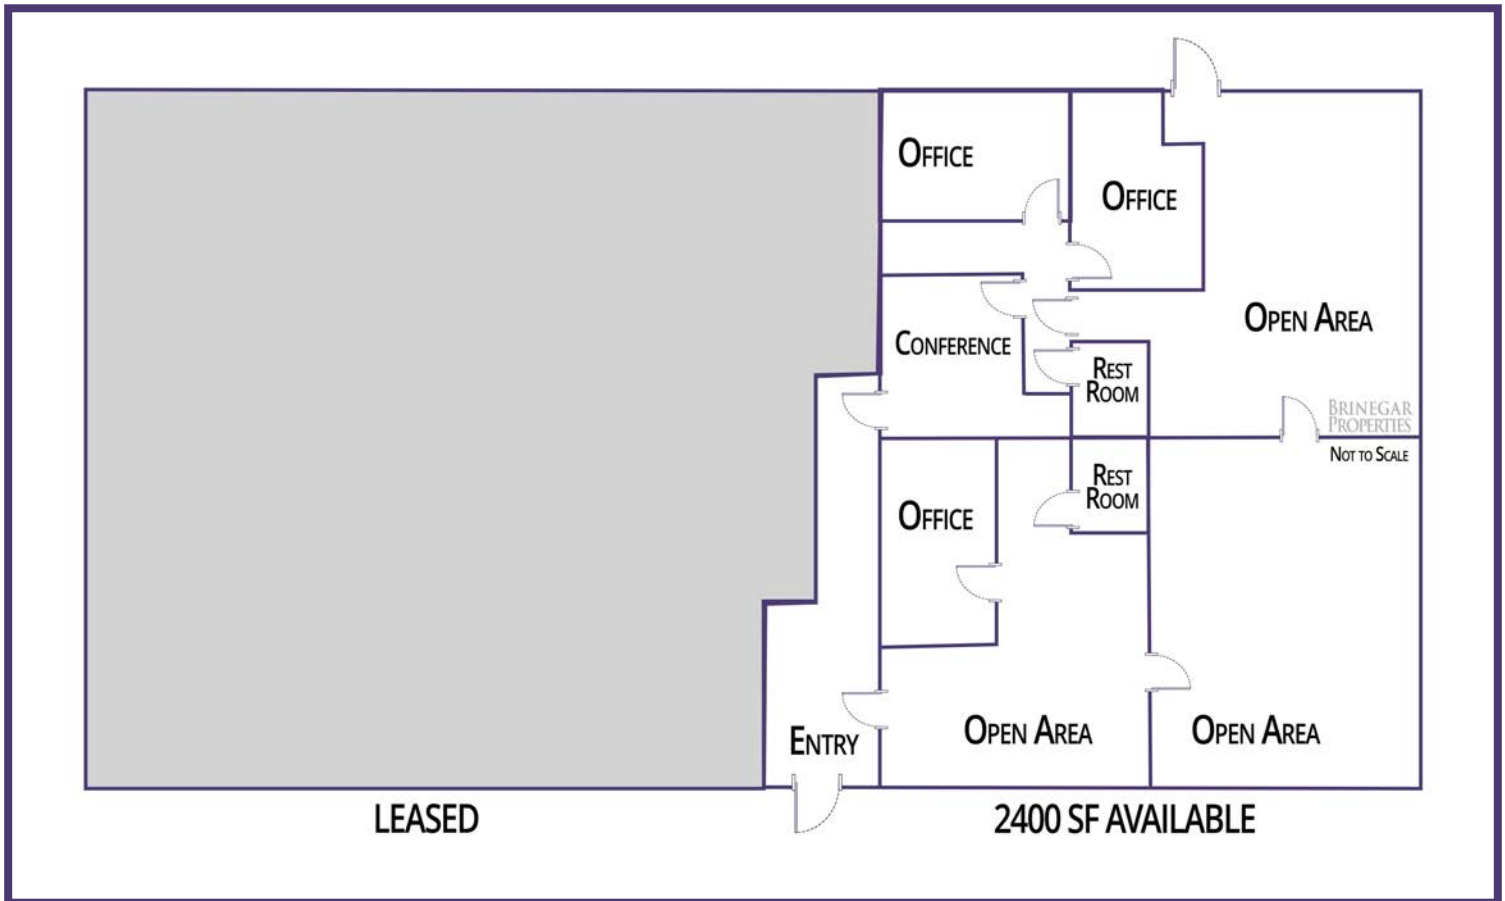 Office
Office
Open Area
Conference
Rest
Room
Brinegar
Properties
Not to Scale
Rest
Room
Office
Open Area
Open Area
Entry
LEASED
2400 SF AVAILABLE